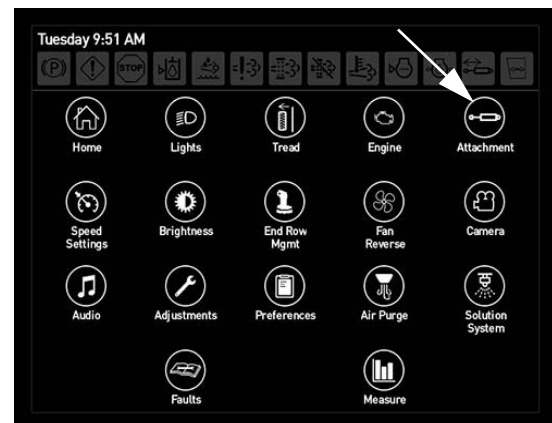 Tuesday 9:51 AM
(P) STOP
Home Lights Tread Engine Attachment
Speed Settings Brightness End Row Mgmt Fan Reverse Camera
Audio Adjustments Preferences Air Purge Solution System
Faults Measure